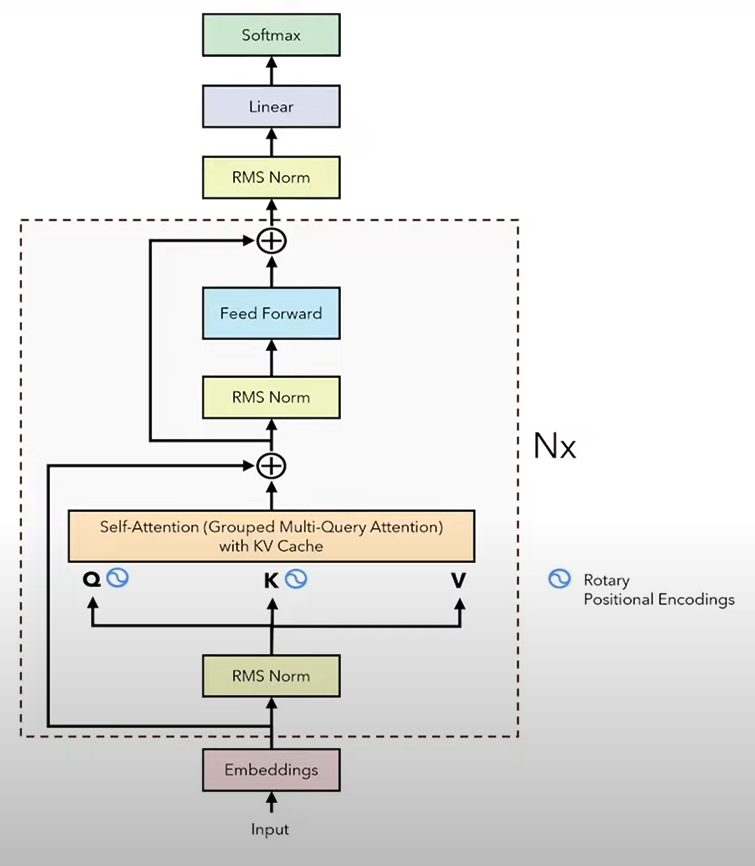 Softmax
Linear
RMS Norm
Feed Forward
RMS Norm
Nx
Self-Attention (Grouped Multi-Query Attention)
with KV Cache
Q K V
Rotary
Positional Encodings
RMS Norm
Embeddings
Input